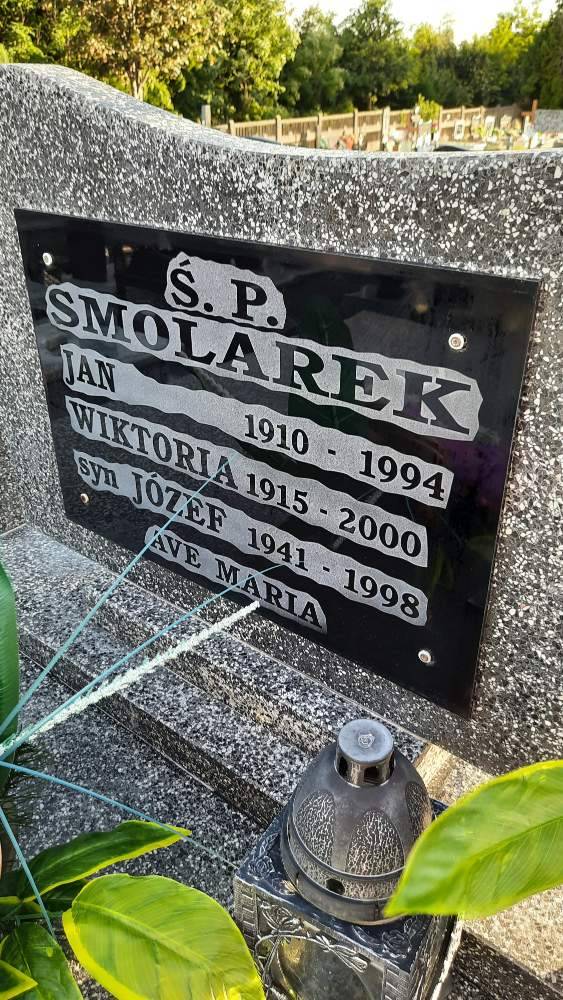 Ś. P.
SMOLAREK
JAN 1910 - 1994
WIKTORIA 1915 - 2000
syn JÓZEF 1941 - 1998
AVE MARIA